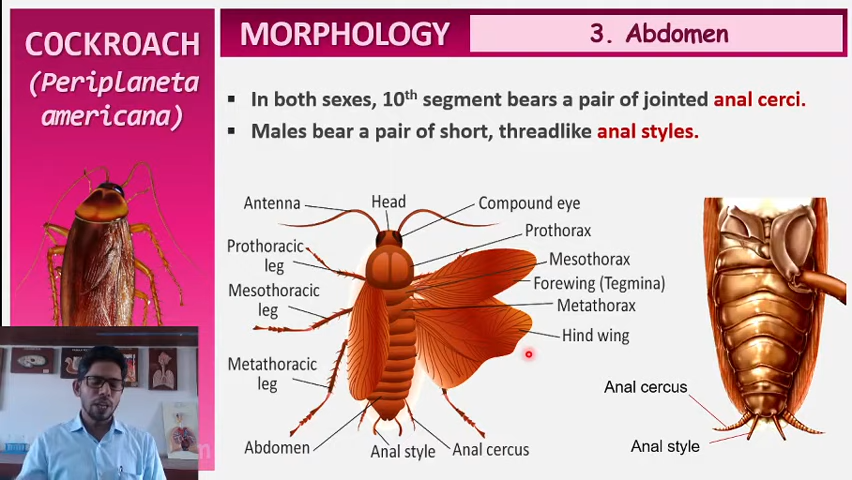 COCKROACH
(Periplaneta
americana)
MORPHOLOGY
3. Abdomen
▪ In both sexes, 10th segment bears a pair of jointed anal cerci.
▪ Males bear a pair of short, threadlike anal styles.
Antenna
Head
Compound eye
Prothorax
Prothoracic
leg
Mesothorax
Forewing (Tegmina)
Mesothoracic
leg
Metathorax
Hind wing
Metathoracic
leg
Abdomen
Anal style
Anal cercus
Anal cercus
Anal style